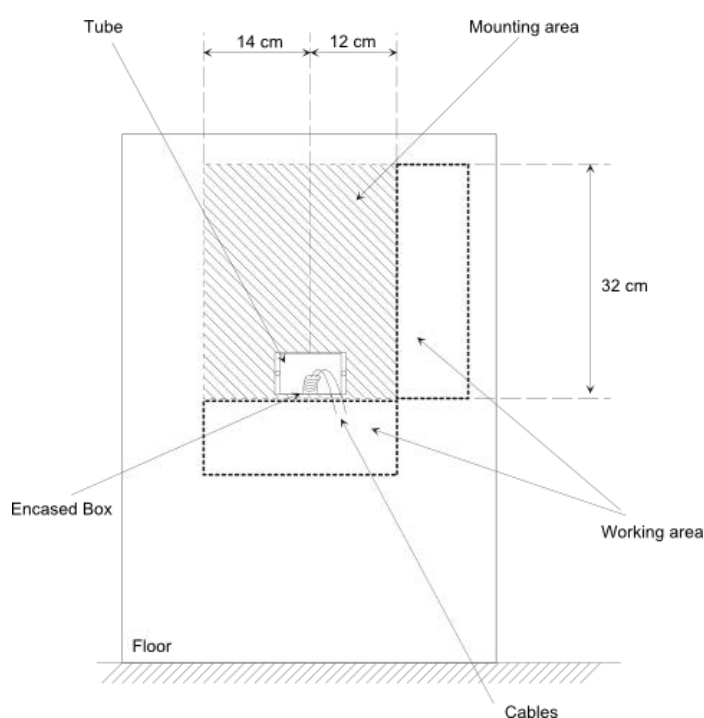 Tube
Mounting area
14 cm
12 cm
32 cm
Encased Box
Working area
Floor
Cables